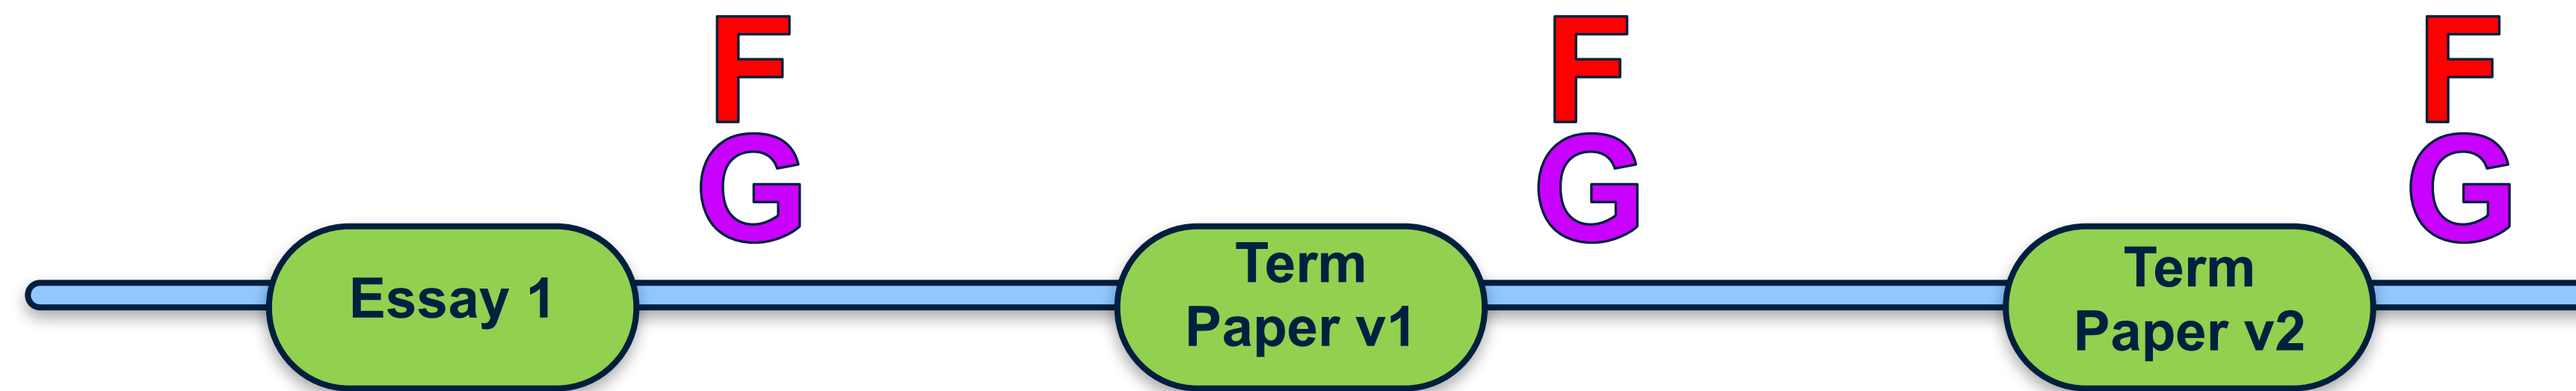 F
G
Essay 1
F
G
Term
Paper v1
F
G
Term
Paper v2